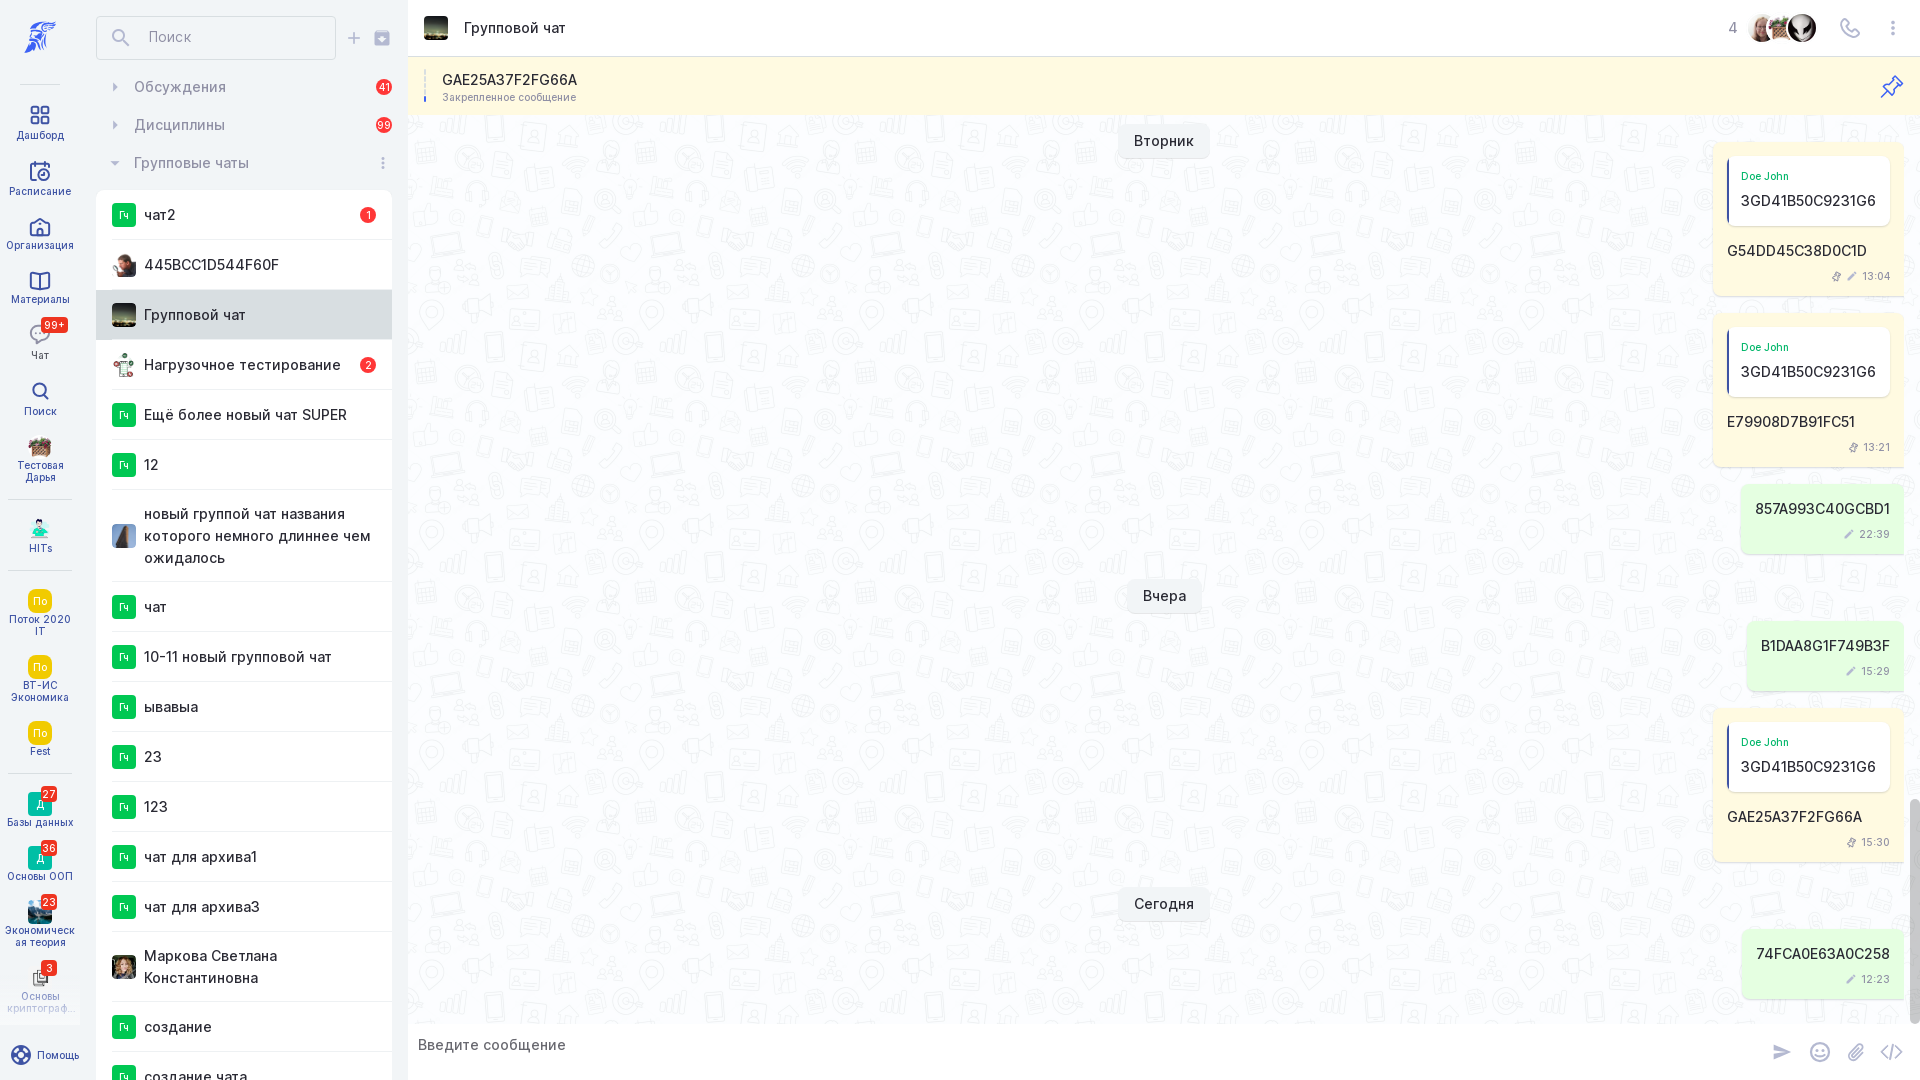 Дашборд
Расписание
Организация
Материалы
99+
Чат
Поиск
Тестовая
Дарья
HITs
По
Поток 2020
IT
По
ВТ-ИС
Экономика
По
Fest
27
Д
Базы данных
36
Д
Основы ООП
23
Экономическ
ая теория
3
Основы
криптограф...
Помощь
Поиск
Обсуждения
41
Дисциплины
99
Групповые чаты
Гч
чат2
1
445BCC1D544F60F
Групповой чат
Нагрузочное тестирование
2
Гч
Ещё более новый чат SUPER
Гч
12
новый группой чат названия
которого немного длиннее чем
ожидалось
Гч
чат
Гч
10-11 новый групповой чат
Гч
ывавыа
Гч
23
Гч
123
Гч
чат для архива1
Гч
чат для архива3
Маркова Светлана
Константиновна
Гч
создание
Гч
создание чата
Групповой чат
4
GAE25A37F2FG66A
Закрепленное сообщение
Вторник
Doe John
3GD41B50C9231G6
G54DD45C38D0C1D
13:04
Doe John
3GD41B50C9231G6
E79908D7B91FC51
13:21
857A993C40GCBD1
22:39
Вчера
B1DAA8G1F749B3F
15:29
Doe John
3GD41B50C9231G6
GAE25A37F2FG66A
15:30
Сегодня
74FCA0E63A0C258
12:23
Введите сообщение